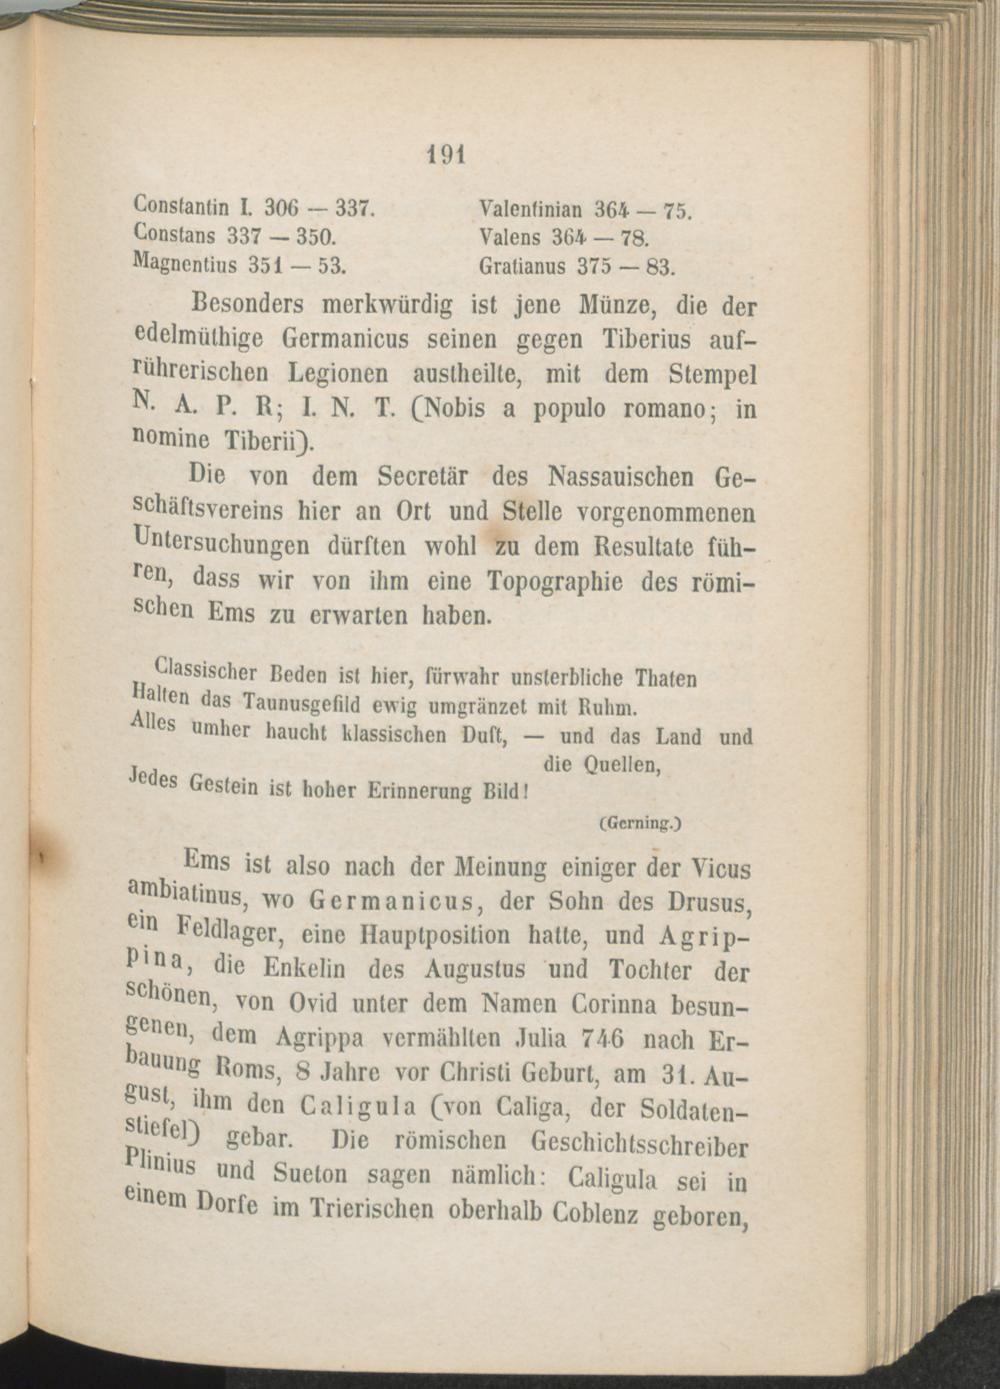 191
Constantin I. 306 — 337. Valentinian 364 — 75.
Constans 337 — 350. Valens 364 — 78.
Magnentius 351 — 53. Gratianus 375 — 83.
Besonders merkwürdig ist jene Münze, die der
edelmüthige Germanicus seinen gegen Tiberius auf-
rührerischen Legionen austheilte, mit dem Stempel
N. A. P. R; I. N. T. (Nobis a populo romano; in
nomine Tiberii).
Die von dem Secretär des Nassauischen Ge-
schäftsvereins hier an Ort und Stelle vorgenommenen
Untersuchungen dürften wohl zu dem Resultate füh-
ren, dass wir von ihm eine Topographie des römi-
schen Ems zu erwarten haben.
Classischer Beden ist hier, fürwahr unsterbliche Thaten
Halten das Taunusgefild ewig umgränzet mit Ruhm.
Alles umher haucht klassischen Duft, — und das Land und
die Quellen,
Jedes Gestein ist hoher Erinnerung Bild!
(Gerning.)
Ems ist also nach der Meinung einiger der Vicus
ambiatinus, wo Germanicus, der Sohn des Drusus,
ein Feldlager, eine Hauptposition hatte, und Agrip-
pina, die Enkelin des Augustus und Tochter der
schönen, von Ovid unter dem Namen Corinna besun-
genen, dem Agrippa vermählten Julia 746 nach Er-
bauung Roms, 8 Jahre vor Christi Geburt, am 31. Au-
gust, ihm den Caligula (von Caliga, der Soldaten-
stiefel) gebar. Die römischen Geschichtsschreiber
Plinius und Sueton sagen nämlich: Caligula sei in
einem Dorfe im Trierischen oberhalb Coblenz geboren,